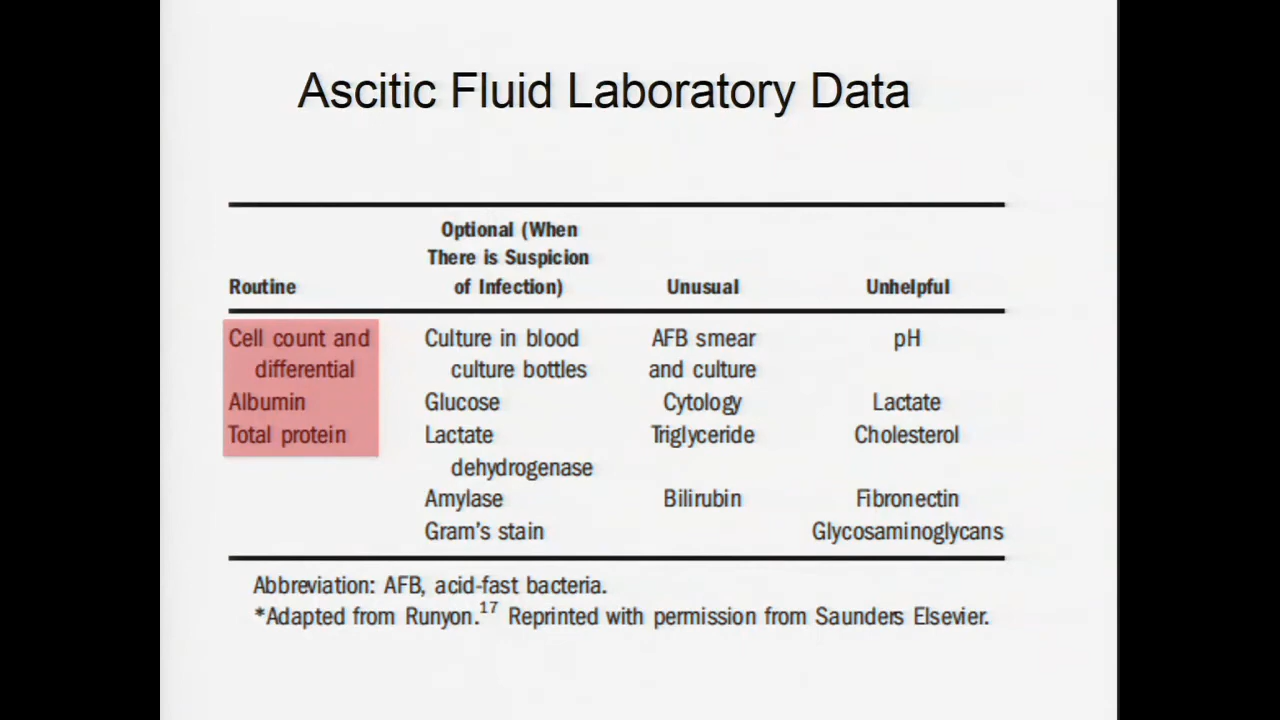 Ascitic Fluid Laboratory Data
Optional (When
There is Suspicion
Routine of Infection) Unusual Unhelpful
Cell count and Culture in blood AFB smear pH
differential culture bottles and culture
Albumin Glucose Cytology Lactate
Total protein Lactate Triglyceride Cholesterol
dehydrogenase
Amylase Bilirubin Fibronectin
Gram's stain Glycosaminoglycans
Abbreviation: AFB, acid-fast bacteria.
*Adapted from Runyon.17 Reprinted with permission from Saunders Elsevier.